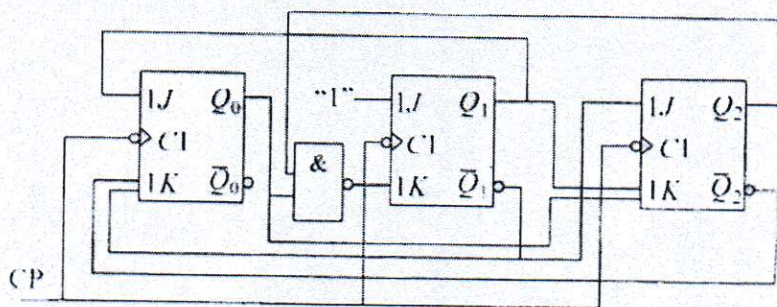 1J Q₀
C1
1K Q̄₀
&
"1"
1J Q₁
C1
1K Q̄₁
1J Q₂
C1
1K Q̄₂
CP